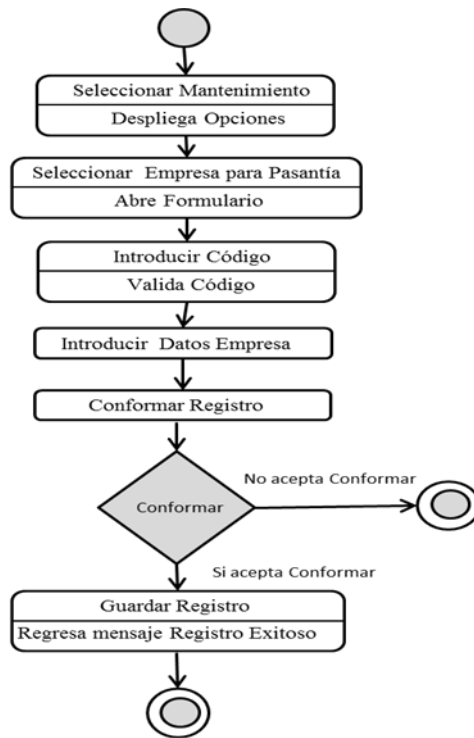 Seleccionar Mantenimiento
Despliega Opciones
Seleccionar Empresa para Pasantía
Abre Formulario
Introducir Código
Valida Código
Introducir Datos Empresa
Conformar Registro
No acepta Conformar
Conformar
Si acepta Conformar
Guardar Registro
Regresa mensaje Registro Exitoso